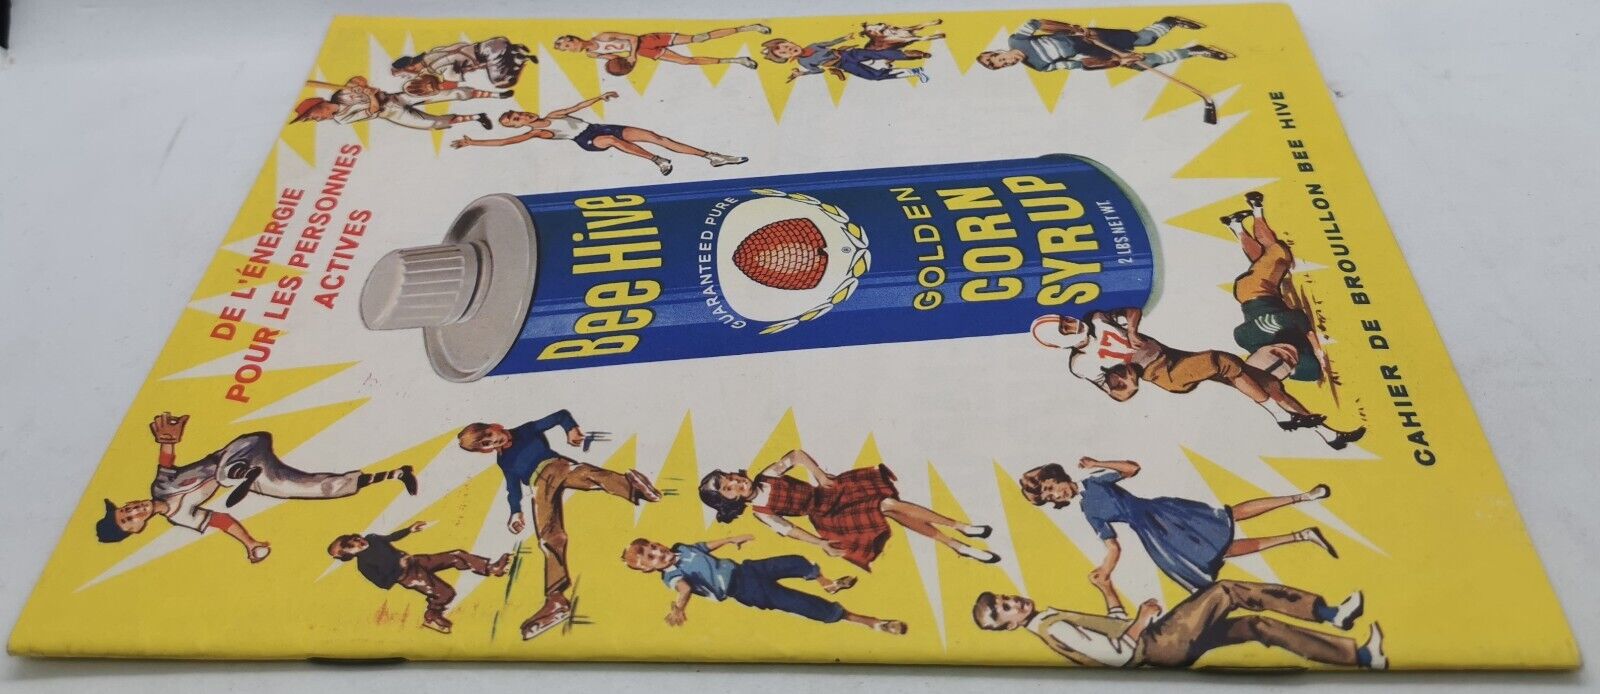 DE L'ÉNERGIE
POUR LES PERSONNES
ACTIVES
Bee Hive
GUARANTEED PURE
®
GOLDEN
CORN
SYRUP
2 LBS. NET WT.
2
17
CAHIER DE BROUILLON BEE HIVE